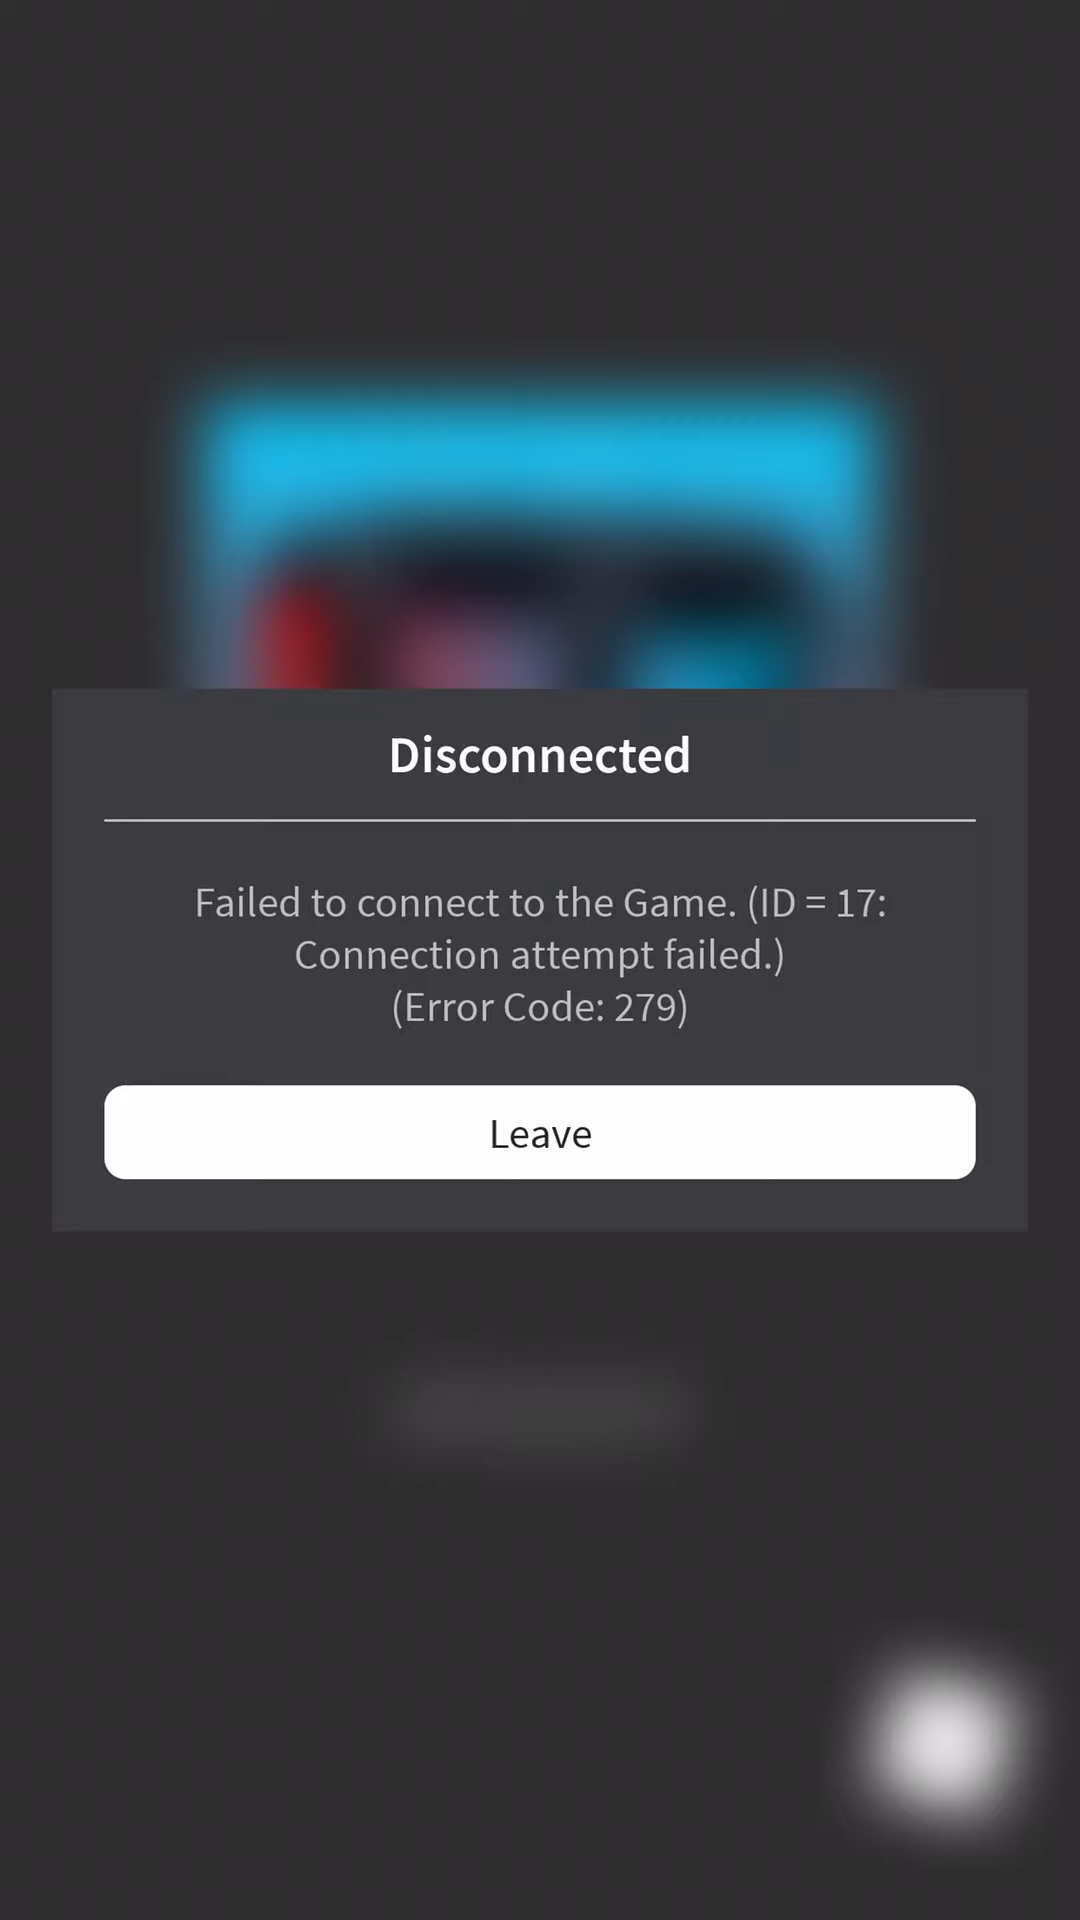 Disconnected
Failed to connect to the Game. (ID = 17:
Connection attempt failed.)
(Error Code: 279)
Leave